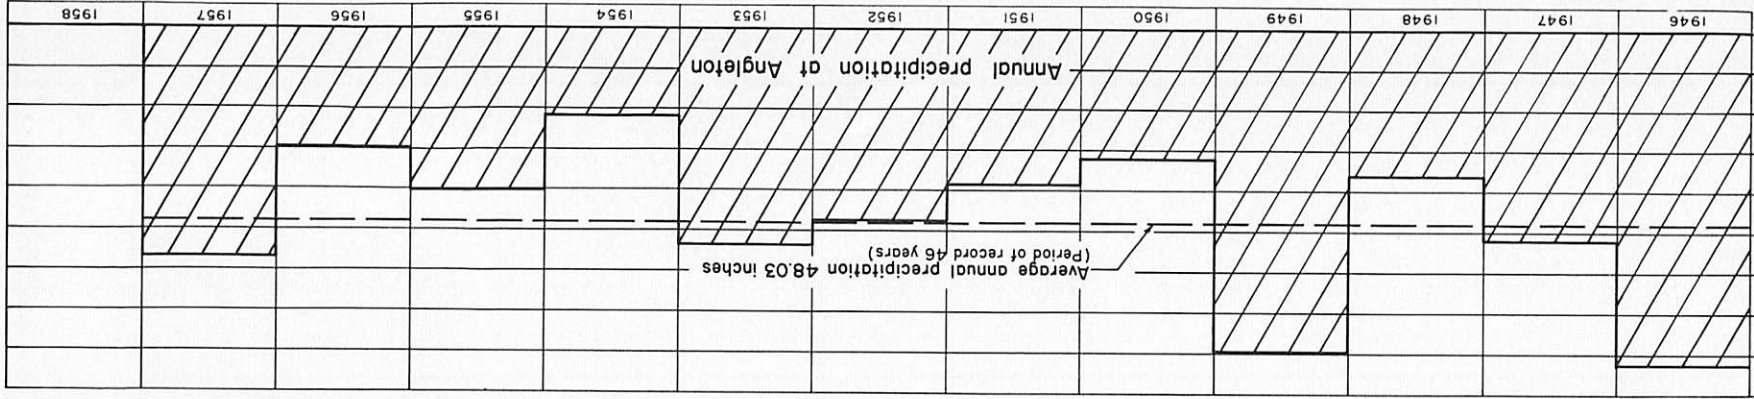 Average annual precipitation 48.03 inches
(Period of record 46 years)
Annual precipitation at Angleton
1946 1947 1948 1949 1950 1951 1952 1953 1954 1955 1956 1957 1958